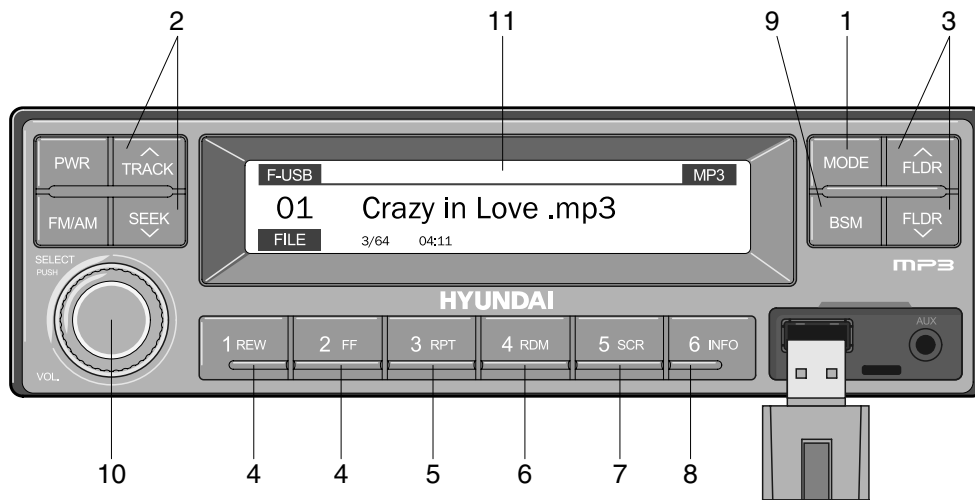 2 11 9 1 3
PWR TRACK
FM/AM SEEK
F-USB MP3
01 Crazy in Love .mp3
FILE 3/64 04:11
MODE FLDR
BSM FLDR
MP3
SELECT
PUSH
VOL.
HYUNDAI
1 REW 2 FF 3 RPT 4 RDM 5 SCR 6 INFO
AUX
10 4 4 5 6 7 8